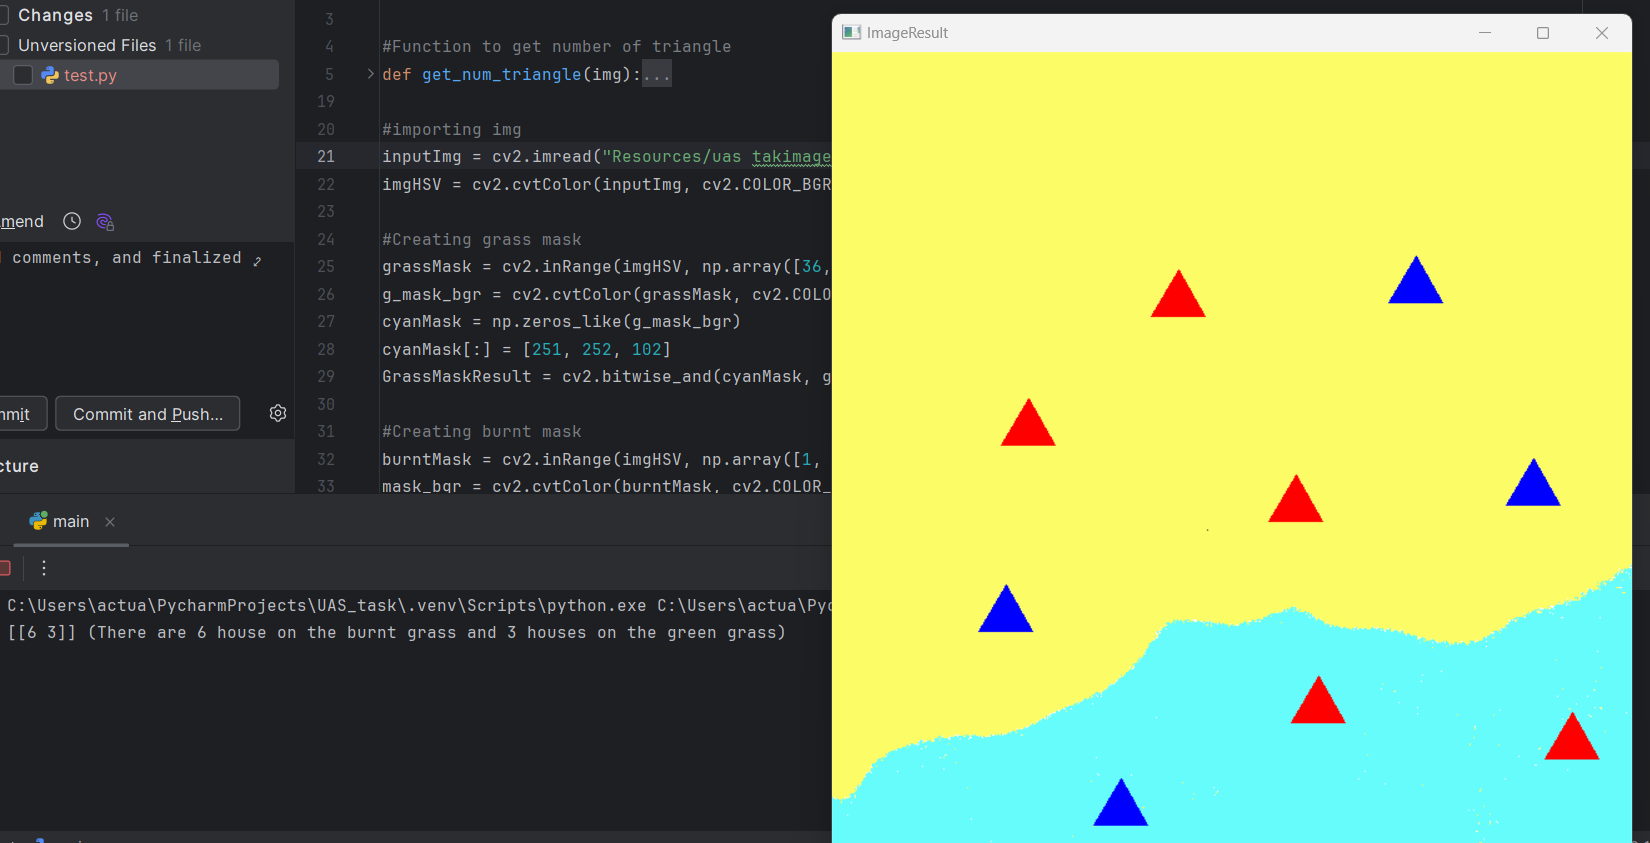 Changes 1 file
Unversioned Files 1 file
test.py
mend
comments, and finalized
mmit
Commit and Push...
cture
3
4 #Function to get number of triangle
5 def get_num_triangle(img):...
19
20 #importing img
21 inputImg = cv2.imread("Resources/uas takimage
22 imgHSV = cv2.cvtColor(inputImg, cv2.COLOR_BGR
23
24 #Creating grass mask
25 grassMask = cv2.inRange(imgHSV, np.array([36,
26 g_mask_bgr = cv2.cvtColor(grassMask, cv2.COLO
27 cyanMask = np.zeros_like(g_mask_bgr)
28 cyanMask[:] = [251, 252, 102]
29 GrassMaskResult = cv2.bitwise_and(cyanMask, g
30
31 #Creating burnt mask
32 burntMask = cv2.inRange(imgHSV, np.array([1,
33 mask_bgr = cv2.cvtColor(burntMask, cv2.COLOR_
main
C:\Users\actua\PycharmProjects\UAS_task\.venv\Scripts\python.exe C:\Users\actua\Pyc
[[6 3]] (There are 6 house on the burnt grass and 3 houses on the green grass)
ImageResult